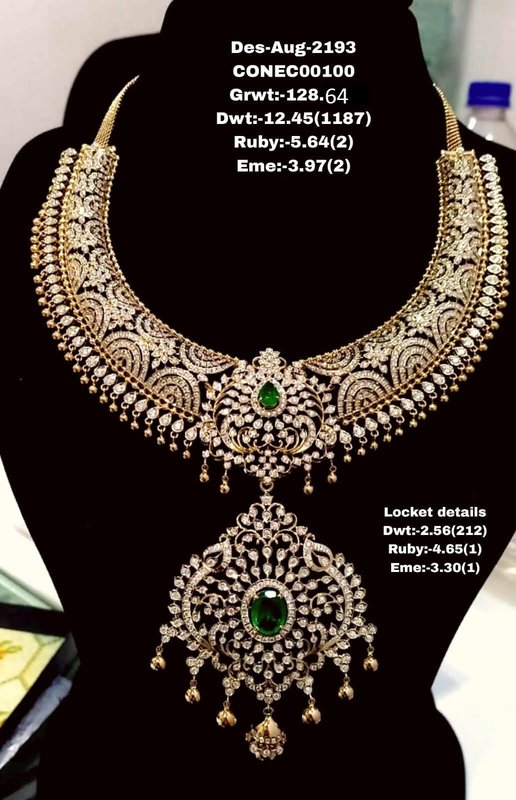 Des-Aug-2193
CONEC00100
Grwt:-128.64
Dwt:-12.45(1187)
Ruby:-5.64(2)
Eme:-3.97(2)
Locket details
Dwt:-2.56(212)
Ruby:-4.65(1)
Eme:-3.30(1)